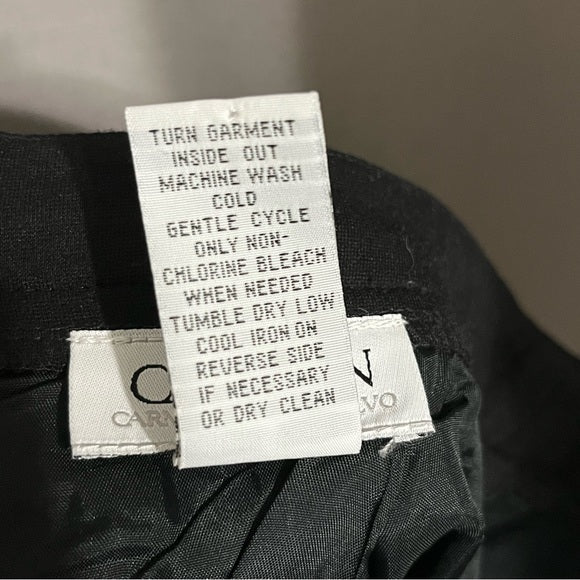 TURN GARMENT
INSIDE OUT
MACHINE WASH
COLD
GENTLE CYCLE
ONLY NON-
CHLORINE BLEACH
WHEN NEEDED
TUMBLE DRY LOW
COOL IRON ON
REVERSE SIDE
IF NECESSARY
OR DRY CLEAN